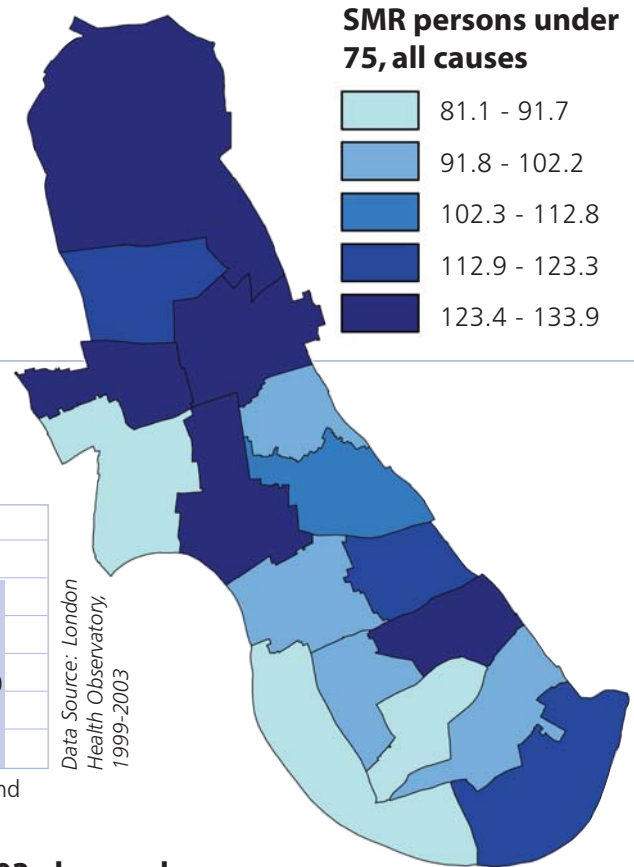 SMR persons under
75, all causes
81.1 - 91.7
91.8 - 102.2
102.3 - 112.8
112.9 - 123.3
123.4 - 133.9
Data Source: London
Health Observatory,
1999-2003